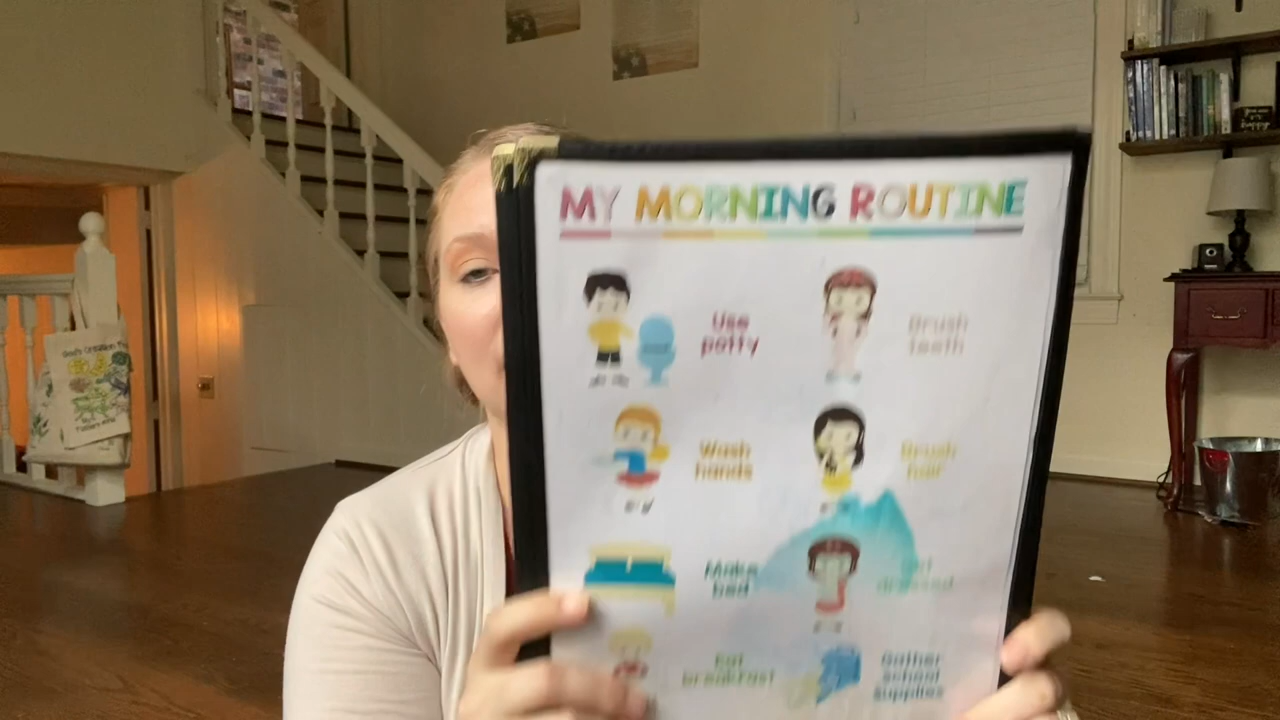 MY MORNING ROUTINE
Use
potty
Brush
teeth
Wash
hands
Brush
hair
Make
bed
dressed
Eat
breakfast
Gather
School
Supplies